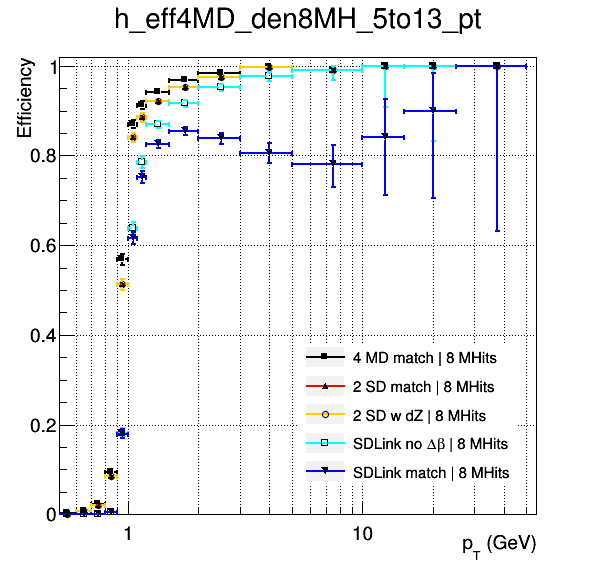 h_eff4MD_den8MH_5to13_pt
Efficiency
1
0.8
0.6
0.4
0.2
0
4 MD match | 8 MHits
2 SD match | 8 MHits
2 SD w dZ | 8 MHits
SDLink no Δβ | 8 MHits
SDLink match | 8 MHits
1 10
p_T (GeV)